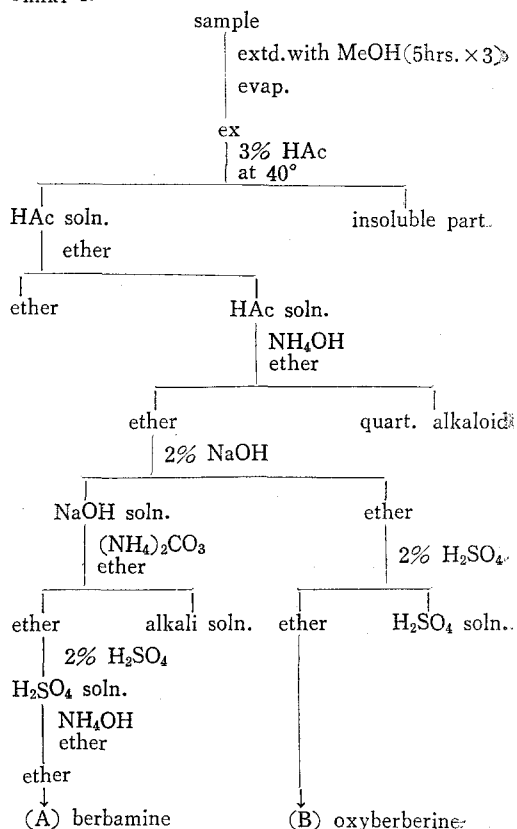 sample
extd. with MeOH (5hrs. × 3)
evap.
ex
3% HAc
at 40°
HAc soln. insoluble part.
ether
ether HAc soln.
NH₄OH
ether
ether quart. alkaloid
2% NaOH
NaOH soln. ether
(NH₄)₂CO₃
ether
2% H₂SO₄
ether alkali soln. ether H₂SO₄ soln.
2% H₂SO₄
H₂SO₄ soln.
NH₄OH
ether
ether
(A) berbamine (B) oxyberberine